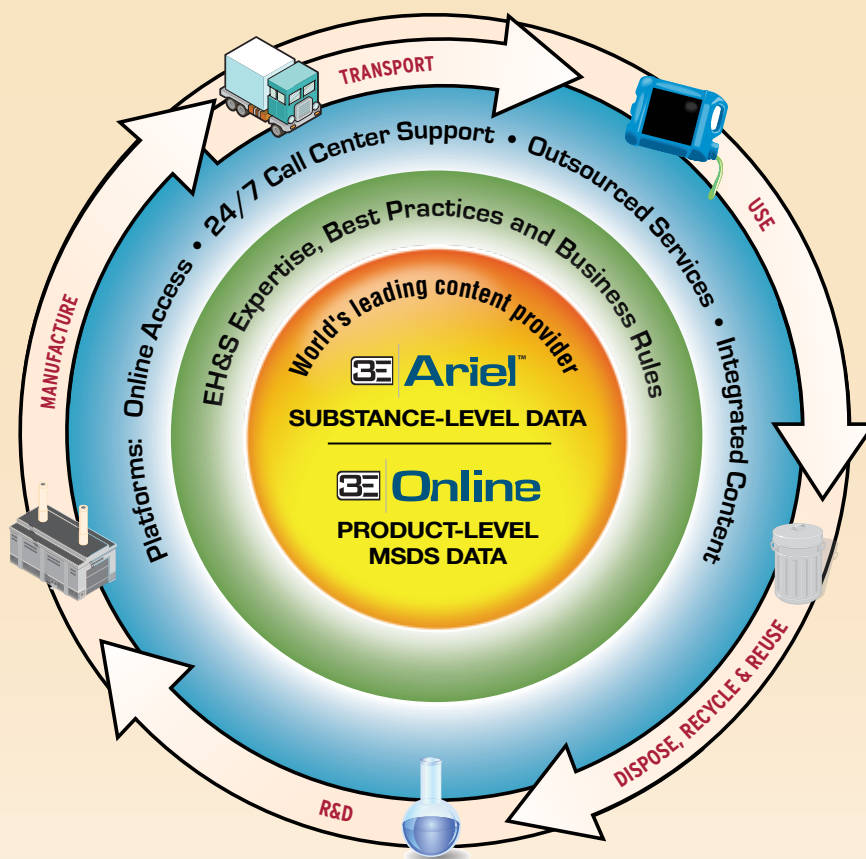 TRANSPORT
USE
DISPOSE, RECYCLE & REUSE
R&D
MANUFACTURE
Platforms: Online Access • 24/7 Call Center Support • Outsourced Services • Integrated Content
EH&S Expertise, Best Practices and Business Rules
World's leading content provider
3E Ariel™
SUBSTANCE-LEVEL DATA
3E Online
PRODUCT-LEVEL
MSDS DATA